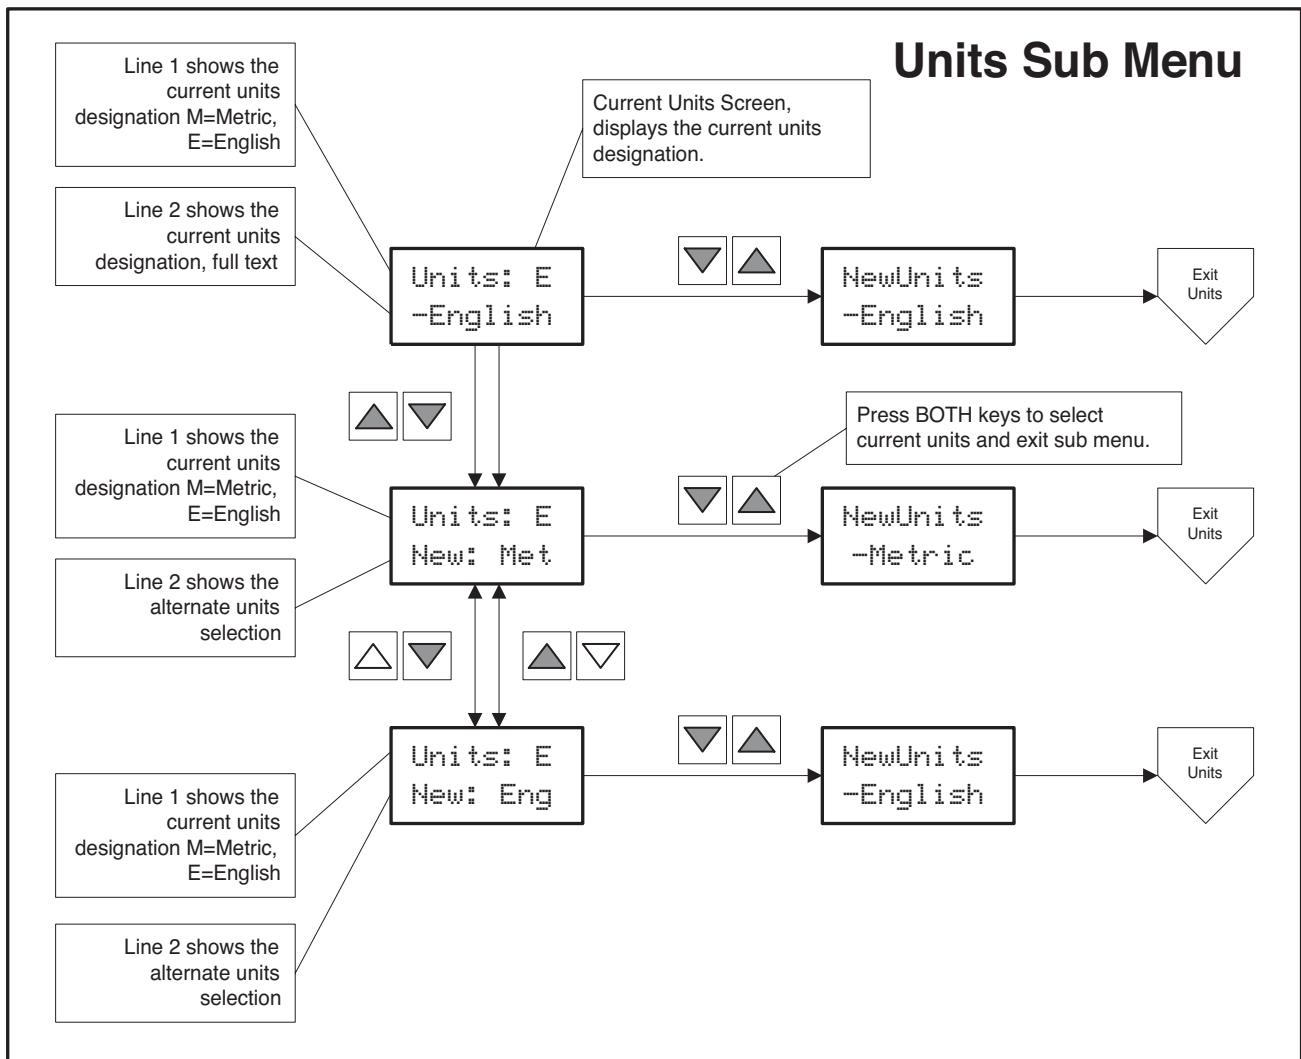 Units Sub Menu
Line 1 shows the
current units
designation M=Metric,
E=English
Current Units Screen,
displays the current units
designation.
Line 2 shows the
current units
designation, full text
Units: E
-English
NewUnits
-English
Exit
Units
Line 1 shows the
current units
designation M=Metric,
E=English
Press BOTH keys to select
current units and exit sub menu.
Units: E
New: Met
NewUnits
-Metric
Exit
Units
Line 2 shows the
alternate units
selection
Units: E
New: Eng
NewUnits
-English
Exit
Units
Line 1 shows the
current units
designation M=Metric,
E=English
Line 2 shows the
alternate units
selection